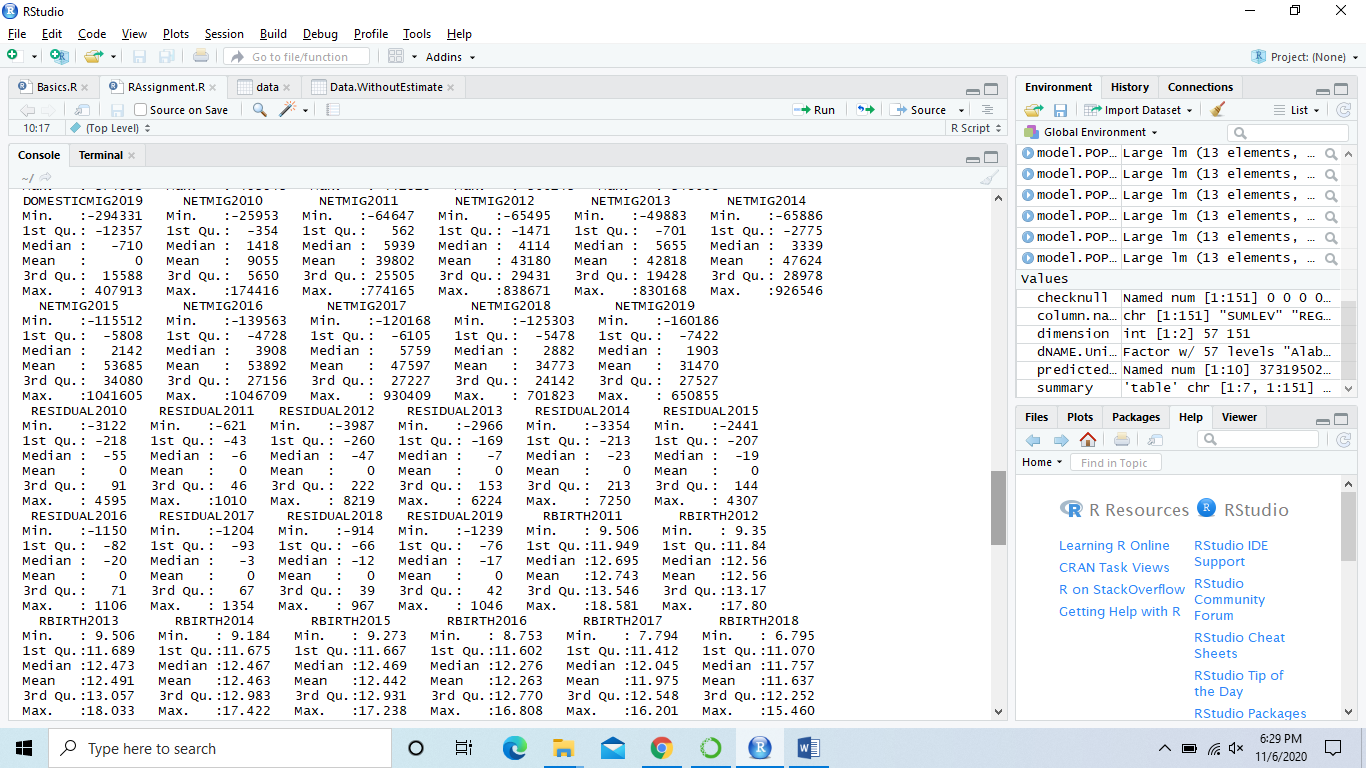 RStudio
File Edit Code View Plots Session Build Debug Profile Tools Help
Go to file/function Addins Project: (None)
Basics.R RAssignment.R data Data.WithoutEstimate
Source on Save Run Source
10:17 (Top Level) R Script
Console Terminal
~/
DOMESTICMIG2019 NETMIG2010 NETMIG2011 NETMIG2012 NETMIG2013 NETMIG2014
Min. :-294331 Min. :-25953 Min. :-64647 Min. :-65495 Min. :-49883 Min. :-65886
1st Qu.: -12357 1st Qu.: -354 1st Qu.: 562 1st Qu.: -1471 1st Qu.: -701 1st Qu.: -2775
Median : -710 Median : 1418 Median : 5939 Median : 4114 Median : 5655 Median : 3339
Mean : 0 Mean : 9055 Mean : 39802 Mean : 43180 Mean : 42818 Mean : 47624
3rd Qu.: 15588 3rd Qu.: 5650 3rd Qu.: 25505 3rd Qu.: 29431 3rd Qu.: 19428 3rd Qu.: 28978
Max. : 407913 Max. :174416 Max. :774165 Max. :838671 Max. :830168 Max. :926546
NETMIG2015 NETMIG2016 NETMIG2017 NETMIG2018 NETMIG2019
Min. :-115512 Min. :-139563 Min. :-120168 Min. :-125303 Min. :-160186
1st Qu.: -5808 1st Qu.: -4728 1st Qu.: -6105 1st Qu.: -5478 1st Qu.: -7422
Median : 2142 Median : 3908 Median : 5759 Median : 2882 Median : 1903
Mean : 53685 Mean : 53892 Mean : 47597 Mean : 34773 Mean : 31470
3rd Qu.: 34080 3rd Qu.: 27156 3rd Qu.: 27227 3rd Qu.: 24142 3rd Qu.: 27527
Max. :1041605 Max. :1046709 Max. : 930409 Max. : 701823 Max. : 650855
RESIDUAL2010 RESIDUAL2011 RESIDUAL2012 RESIDUAL2013 RESIDUAL2014 RESIDUAL2015
Min. :-3122 Min. :-621 Min. :-3987 Min. :-2966 Min. :-3354 Min. :-2441
1st Qu.: -218 1st Qu.: -43 1st Qu.: -260 1st Qu.: -169 1st Qu.: -213 1st Qu.: -207
Median : -55 Median : -6 Median : -47 Median : -7 Median : -23 Median : -19
Mean : 0 Mean : 0 Mean : 0 Mean : 0 Mean : 0 Mean : 0
3rd Qu.: 91 3rd Qu.: 46 3rd Qu.: 222 3rd Qu.: 153 3rd Qu.: 213 3rd Qu.: 144
Max. : 4595 Max. :1010 Max. : 8219 Max. : 6224 Max. : 7250 Max. : 4307
RESIDUAL2016 RESIDUAL2017 RESIDUAL2018 RESIDUAL2019 RBIRTH2011 RBIRTH2012
Min. :-1150 Min. :-1204 Min. :-914 Min. :-1239 Min. : 9.506 Min. : 9.35
1st Qu.: -82 1st Qu.: -93 1st Qu.: -66 1st Qu.: -76 1st Qu.:11.949 1st Qu.:11.84
Median : -20 Median : -3 Median : -12 Median : -17 Median :12.695 Median :12.56
Mean : 0 Mean : 0 Mean : 0 Mean : 0 Mean :12.743 Mean :12.56
3rd Qu.: 71 3rd Qu.: 67 3rd Qu.: 39 3rd Qu.: 42 3rd Qu.:13.546 3rd Qu.:13.17
Max. : 1106 Max. : 1354 Max. : 967 Max. : 1046 Max. :18.581 Max. :17.80
RBIRTH2013 RBIRTH2014 RBIRTH2015 RBIRTH2016 RBIRTH2017 RBIRTH2018
Min. : 9.506 Min. : 9.184 Min. : 9.273 Min. : 8.753 Min. : 7.794 Min. : 6.795
1st Qu.:11.689 1st Qu.:11.675 1st Qu.:11.667 1st Qu.:11.602 1st Qu.:11.412 1st Qu.:11.070
Median :12.473 Median :12.467 Median :12.469 Median :12.276 Median :12.045 Median :11.757
Mean :12.491 Mean :12.463 Mean :12.442 Mean :12.263 Mean :11.975 Mean :11.637
3rd Qu.:13.057 3rd Qu.:12.983 3rd Qu.:12.931 3rd Qu.:12.770 3rd Qu.:12.548 3rd Qu.:12.252
Max. :18.033 Max. :17.422 Max. :17.238 Max. :16.808 Max. :16.201 Max. :15.460
Environment History Connections
Import Dataset List
Global Environment
model.POP… Large lm (13 elements, …
model.POP… Large lm (13 elements, …
model.POP… Large lm (13 elements, …
model.POP… Large lm (13 elements, …
model.POP… Large lm (13 elements, …
model.POP… Large lm (13 elements, …
Values
checknull Named num [1:151] 0 0 0 0…
column.na… chr [1:151] "SUMLEV" "REG…
dimension int [1:2] 57 151
dNAME.Uni… Factor w/ 57 levels "Alab…
predicted… Named num [1:10] 37319502…
summary 'table' chr [1:7, 1:151] …
Files Plots Packages Help Viewer
Home Find in Topic
R Resources
Learning R Online
CRAN Task Views
R on StackOverflow
Getting Help with R
RStudio
RStudio IDE
Support
RStudio
Community
Forum
RStudio Cheat
Sheets
RStudio Tip of
the Day
RStudio Packages
Type here to search
6:29 PM
11/6/2020